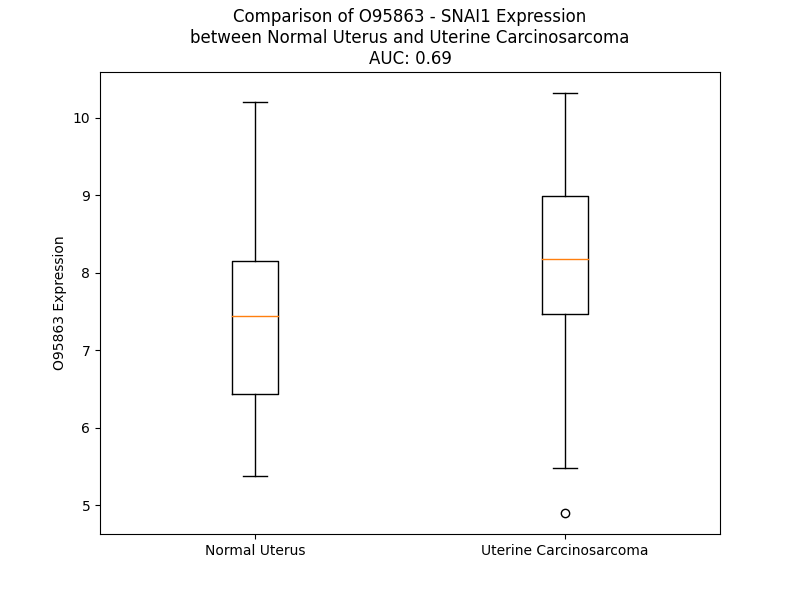 Comparison of O95863 - SNAI1 Expression
between Normal Uterus and Uterine Carcinosarcoma
AUC: 0.69
10
9
8
7
6
5
O95863 Expression
Normal Uterus
Uterine Carcinosarcoma